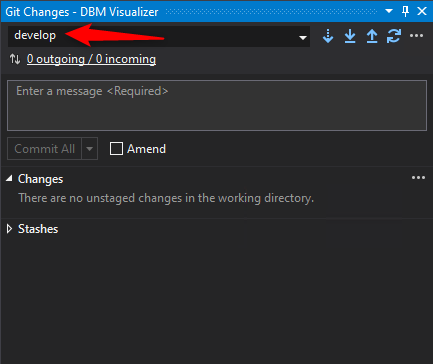 Git Changes - DBM Visualizer
develop
0 outgoing / 0 incoming
Enter a message <Required>
Commit All
Amend
Changes
There are no unstaged changes in the working directory.
Stashes